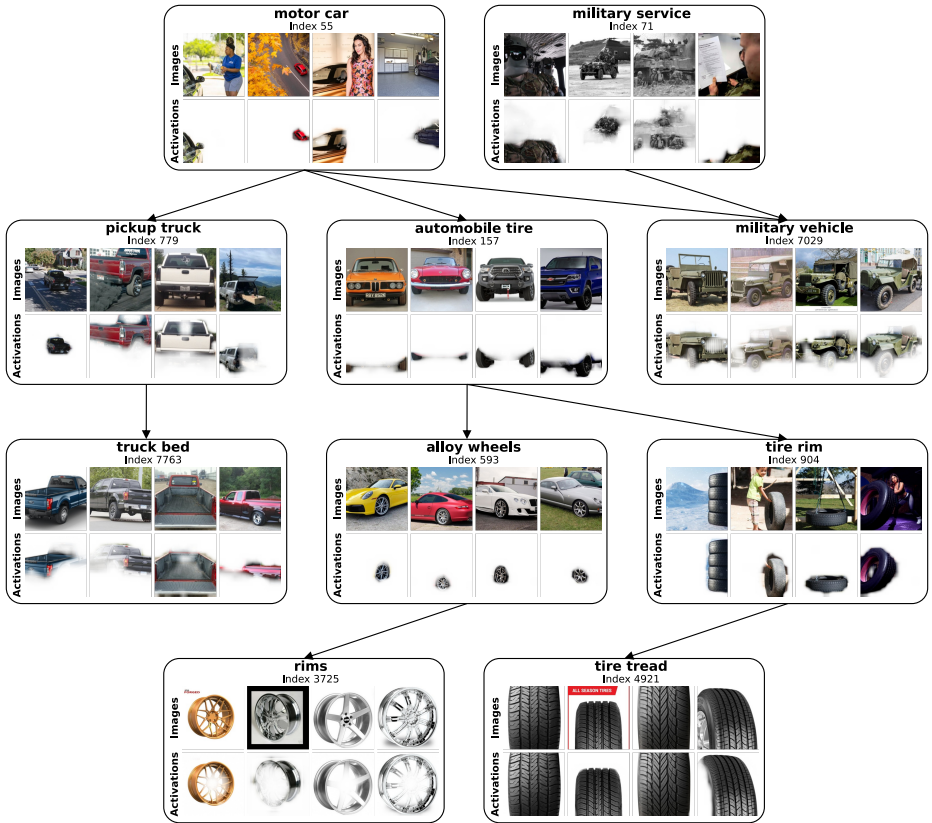 motor car
Index 55
Images
Activations
military service
Index 71
Images
Activations
pickup truck
Index 779
Images
Activations
automobile tire
Index 157
Images
Activations
military vehicle
Index 7029
Images
Activations
truck bed
Index 7763
Images
Activations
alloy wheels
Index 593
Images
Activations
tire rim
Index 904
Images
Activations
rims
Index 3725
Images
Activations
tire tread
Index 4921
Images
ALL SEASON TIRES
Activations